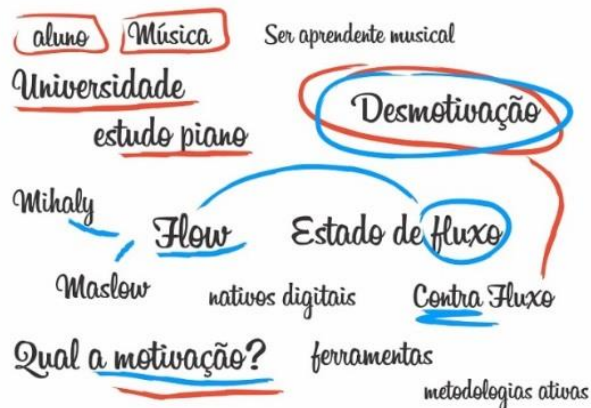 aluno Música Ser aprendente musical
Universidade
Desmotivação
estudo piano
Mihaly
Flow Estado de fluxo
Maslow nativos digitais Contra Fluxo
Qual a motivação? ferramentas
metodologias ativas